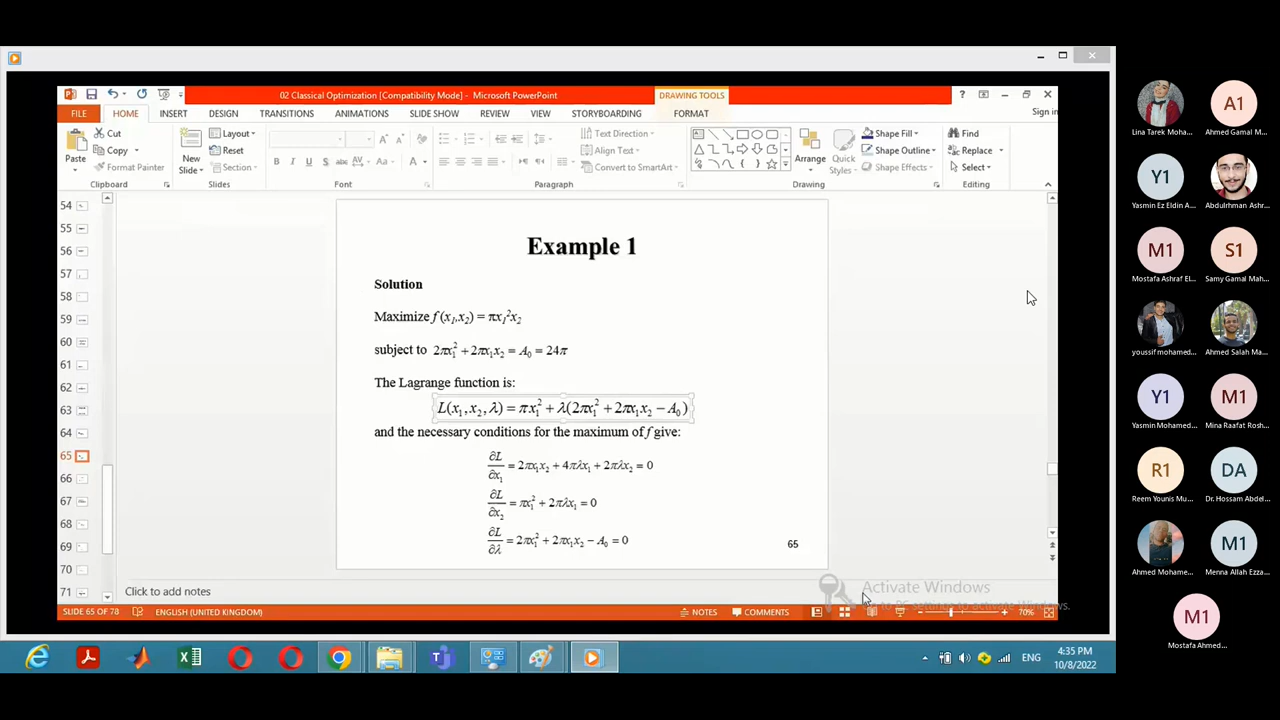 02 Classical Optimization [Compatibility Mode] - Microsoft PowerPoint
DRAWING TOOLS
Sign in
FILE HOME INSERT DESIGN TRANSITIONS ANIMATIONS SLIDE SHOW REVIEW VIEW STORYBOARDING FORMAT
Paste
Cut
Copy
Format Painter
Clipboard
New Slide
Layout
Reset
Section
Slides
Font
Text Direction
Align Text
Convert to SmartArt
Paragraph
Arrange
Quick Styles
Shape Fill
Shape Outline
Shape Effects
Drawing
Find
Replace
Select
Editing
54
55
56
57
58
59
60
61
62
63
64
65
66
67
68
69
70
71
Example 1
Solution
Maximize f (x₁,x₂) = πx₁²x₂
subject to 2πx₁² + 2πx₁x₂ = A₀ = 24π
The Lagrange function is:
L(x₁, x₂, λ) = πx₁² + λ(2πx₁² + 2πx₁x₂ − A₀)
and the necessary conditions for the maximum of f give:
∂L/∂x₁ = 2πx₁x₂ + 4πλx₁ + 2πλx₂ = 0
∂L/∂x₂ = πx₁² + 2πλx₁ = 0
∂L/∂λ = 2πx₁² + 2πx₁x₂ − A₀ = 0
65
Click to add notes
Activate Windows
to PC settings to activate Windows.
SLIDE 65 OF 78 ENGLISH (UNITED KINGDOM) NOTES COMMENTS 70%
ENG
4:35 PM
10/8/2022
Lina Tarek Moha...
A1
Ahmed Gamal M...
Y1
Yasmin Ez Eldin A...
Abdulrhman Ashr...
M1
Mostafa Ashraf El...
S1
Samy Gamal Mah...
youssif mohamed...
Ahmed Salah Ma...
Y1
Yasmin Mohamed...
M1
Mina Raafat Rosh...
R1
Reem Younis Mu...
DA
Dr. Hossam Abdel...
Ahmed Mohame...
M1
Menna Allah Ezza...
M1
Mostafa Ahmed...